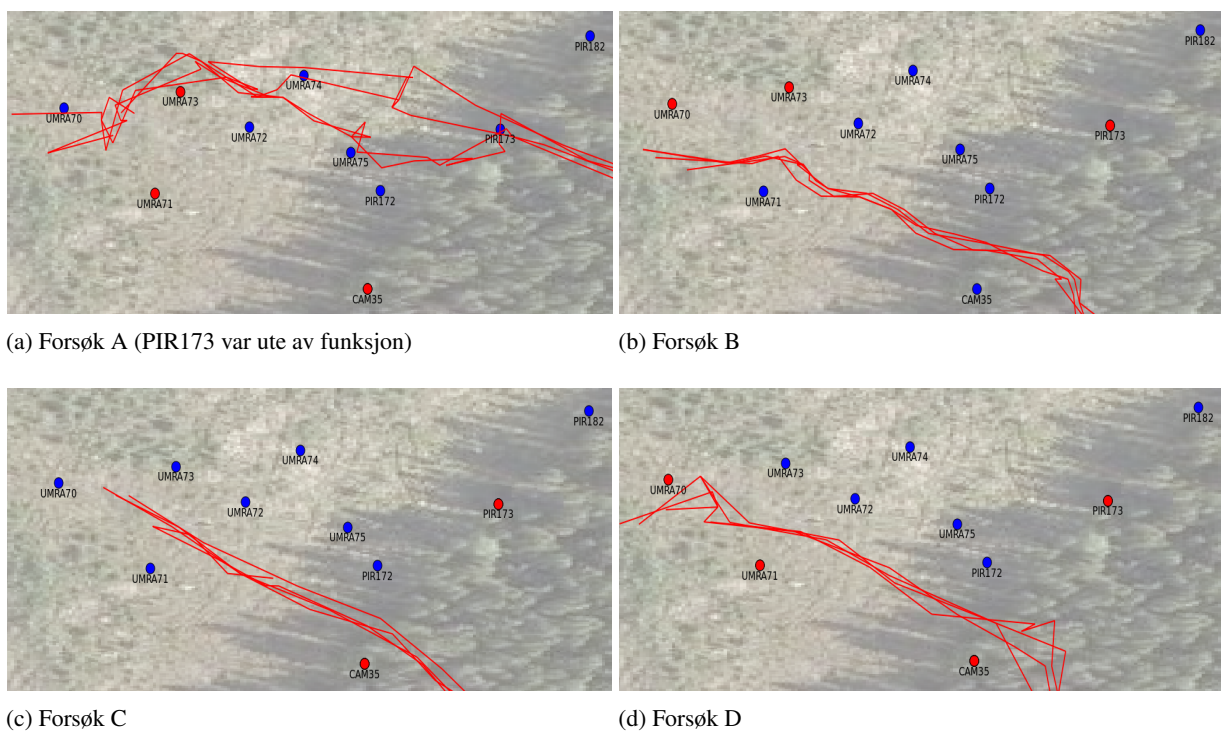 PIR182
UMRA74
UMRA73
UMRA70
UMRA72
PIR173
UMRA75
UMRA71
PIR172
CAM35
(a) Forsøk A (PIR173 var ute av funksjon)
PIR182
UMRA74
UMRA73
UMRA70
UMRA72
PIR173
UMRA75
UMRA71
PIR172
CAM35
(b) Forsøk B
PIR182
UMRA74
UMRA73
UMRA70
UMRA72
PIR173
UMRA75
UMRA71
PIR172
CAM35
(c) Forsøk C
PIR182
UMRA74
UMRA73
UMRA70
UMRA72
PIR173
UMRA75
UMRA71
PIR172
CAM35
(d) Forsøk D